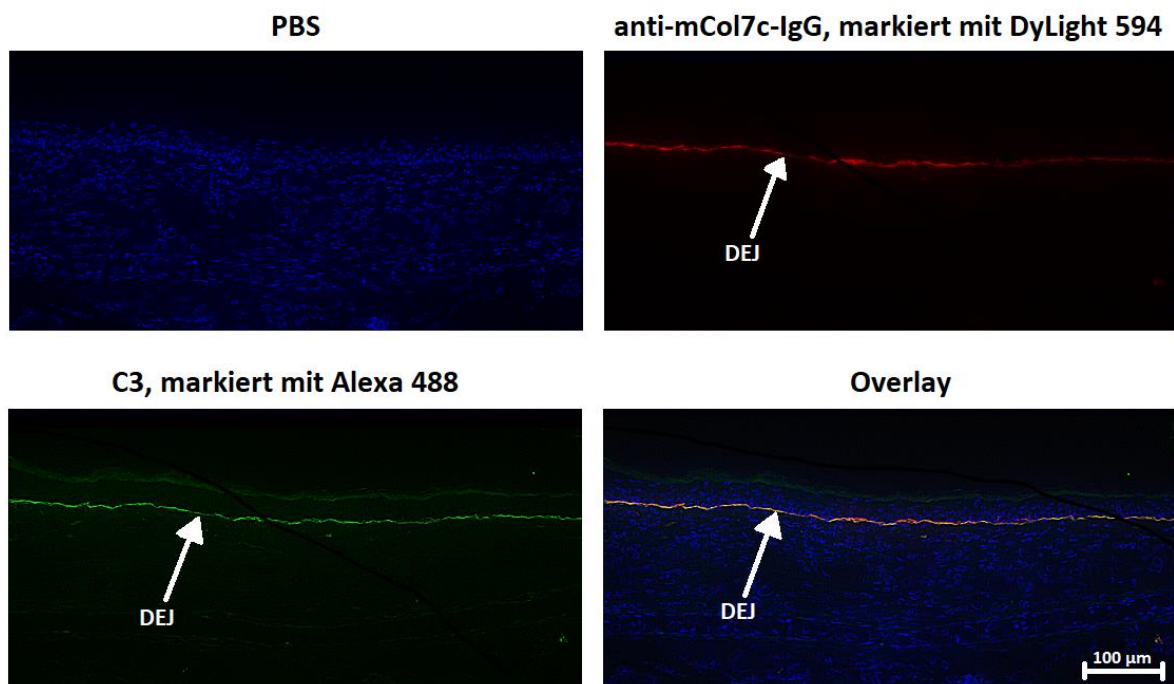 PBS
anti-mCol7c-IgG, markiert mit DyLight 594
DEJ
C3, markiert mit Alexa 488
Overlay
DEJ
DEJ
100 µm